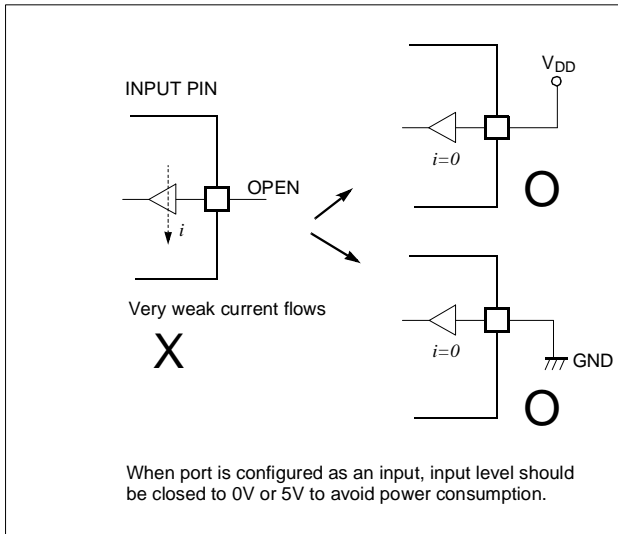 INPUT PIN
OPEN
i
Very weak current flows
X
VDD
i=0
O
i=0
GND
O
When port is configured as an input, input level should
be closed to 0V or 5V to avoid power consumption.